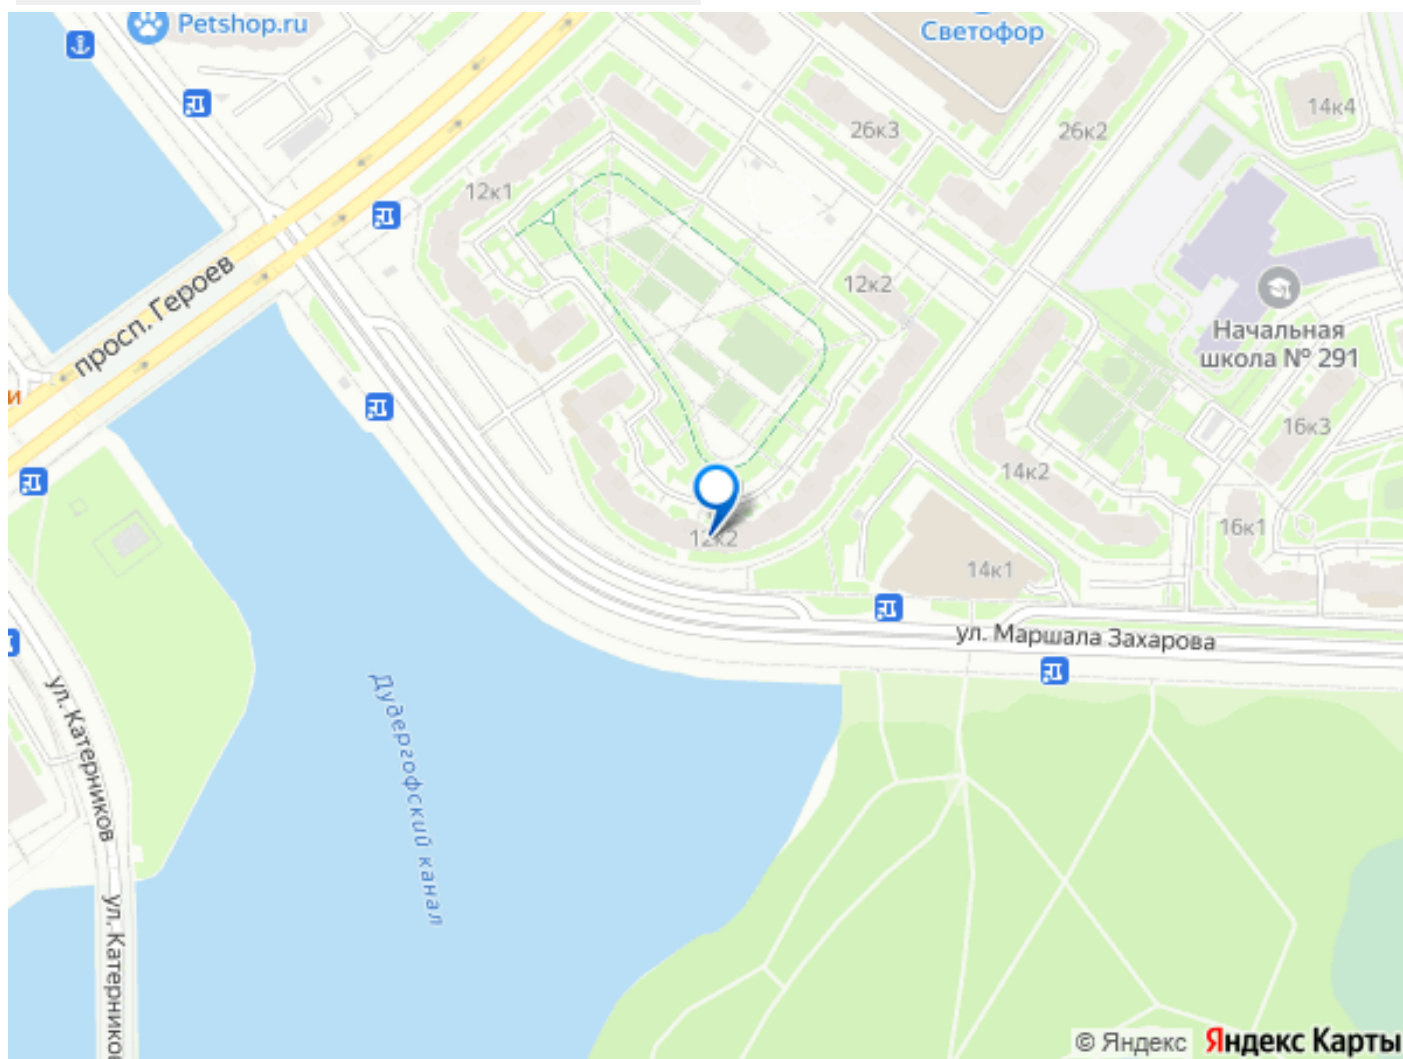 Petshop.ru
Светофор
14к4
26к3
26к2
12к1
просп. Героев
12к2
Начальная
школа № 291
и
16к3
14к2
16к1
12к2
14к1
ул. Маршала Захарова
ул. Катерников
Дудергофский канал
ул. Катерников
© Яндекс Яндекс Карты